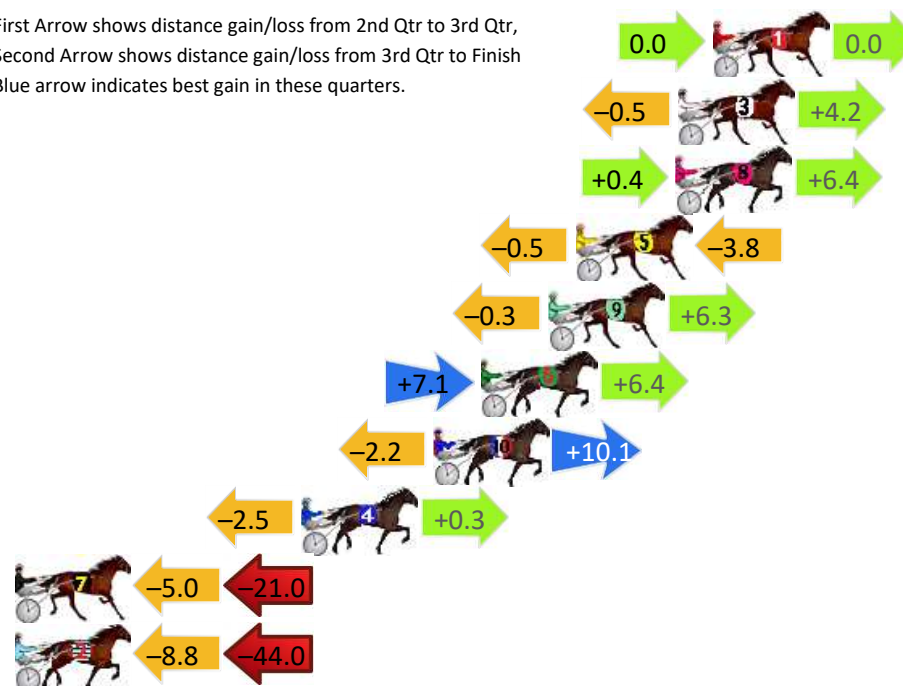 First Arrow shows distance gain/loss from 2nd Qtr to 3rd Qtr,
Second Arrow shows distance gain/loss from 3rd Qtr to Finish
Blue arrow indicates best gain in these quarters.
0.0 1 0.0
–0.5 3 +4.2
+0.4 8 +6.4
–0.5 5 –3.8
–0.3 9 +6.3
+7.1 6 +6.4
–2.2 10 +10.1
–2.5 4 +0.3
7 –5.0 –21.0
2 –8.8 –44.0